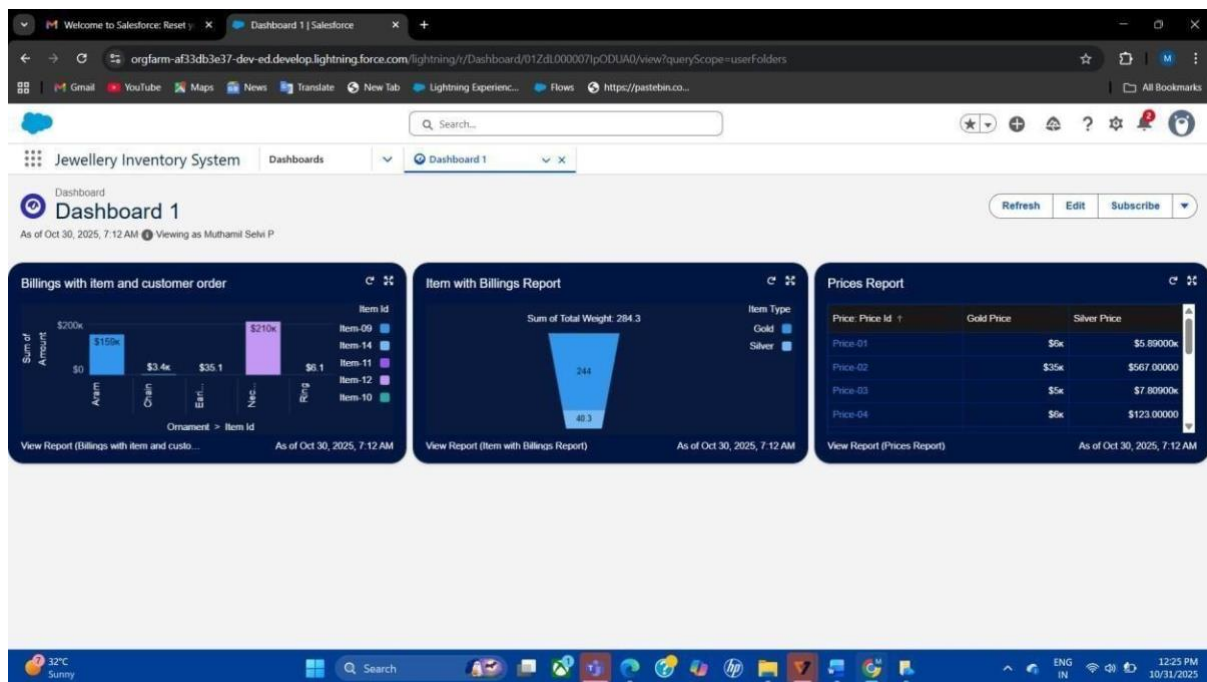 Welcome to Salesforce: Reset y
Dashboard 1 | Salesforce
orgfarm-af33db3e37-dev-ed.develop.lightning.force.com/lightning/r/Dashboard/01ZdL000007IpODUA0/view?queryScope=userFolders
M
Gmail YouTube Maps News Translate New Tab Lightning Experienc... Flows https://pastebin.co... All Bookmarks
Search...
2
Jewellery Inventory System Dashboards Dashboard 1
Dashboard
Dashboard 1
Refresh Edit Subscribe
As of Oct 30, 2025, 7:12 AM Viewing as Muthamil Selvi P
Billings with item and customer order
Item Id
Item-09
Item-14
Item-11
Item-12
Item-10
Sum of Amount
$200K
$0
$159K
$3.4K
$35.1
$210K
$6.1
Aram
Chain
Eari...
Nec...
Ring
Ornament > Item Id
View Report (Billings with item and custo... As of Oct 30, 2025, 7:12 AM
Item with Billings Report
Sum of Total Weight: 284.3
Item Type
Gold
Silver
244
40.3
View Report (Item with Billings Report) As of Oct 30, 2025, 7:12 AM
Prices Report
Price: Price Id ↑ Gold Price Silver Price
Price-01 $6K $5.89000K
Price-02 $35K $567.00000
Price-03 $5K $7.80900K
Price-04 $6K $123.00000
View Report (Prices Report) As of Oct 30, 2025, 7:12 AM
7
32°C
Sunny
Search
ENG
IN
12:25 PM
10/31/2025